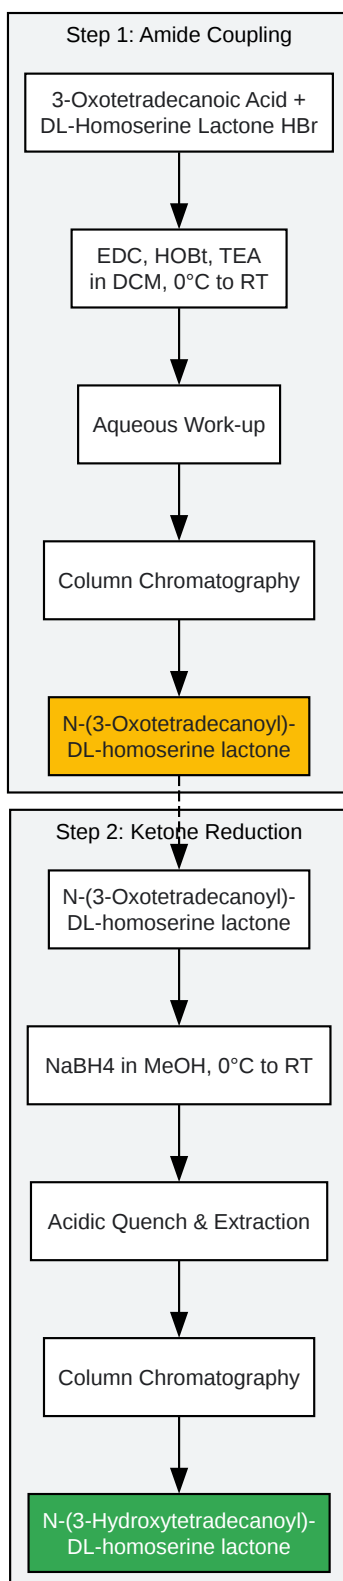 Step 1: Amide Coupling
3-Oxotetradecanoic Acid +
DL-Homoserine Lactone HBr
EDC, HOBt, TEA
in DCM, 0°C to RT
Aqueous Work-up
Column Chromatography
N-(3-Oxotetradecanoyl)-
DL-homoserine lactone
Step 2: Ketone Reduction
N-(3-Oxotetradecanoyl)-
DL-homoserine lactone
NaBH4 in MeOH, 0°C to RT
Acidic Quench & Extraction
Column Chromatography
N-(3-Hydroxytetradecanoyl)-
DL-homoserine lactone